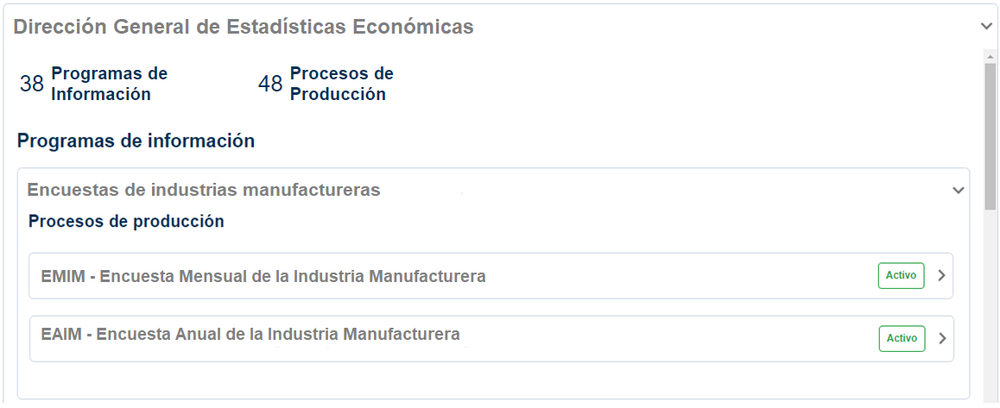 Dirección General de Estadísticas Económicas
38 Programas de Información
48 Procesos de Producción
Programas de información
Encuestas de industrias manufactureras
Procesos de producción
EMIM - Encuesta Mensual de la Industria Manufacturera Activo
EAIM - Encuesta Anual de la Industria Manufacturera Activo